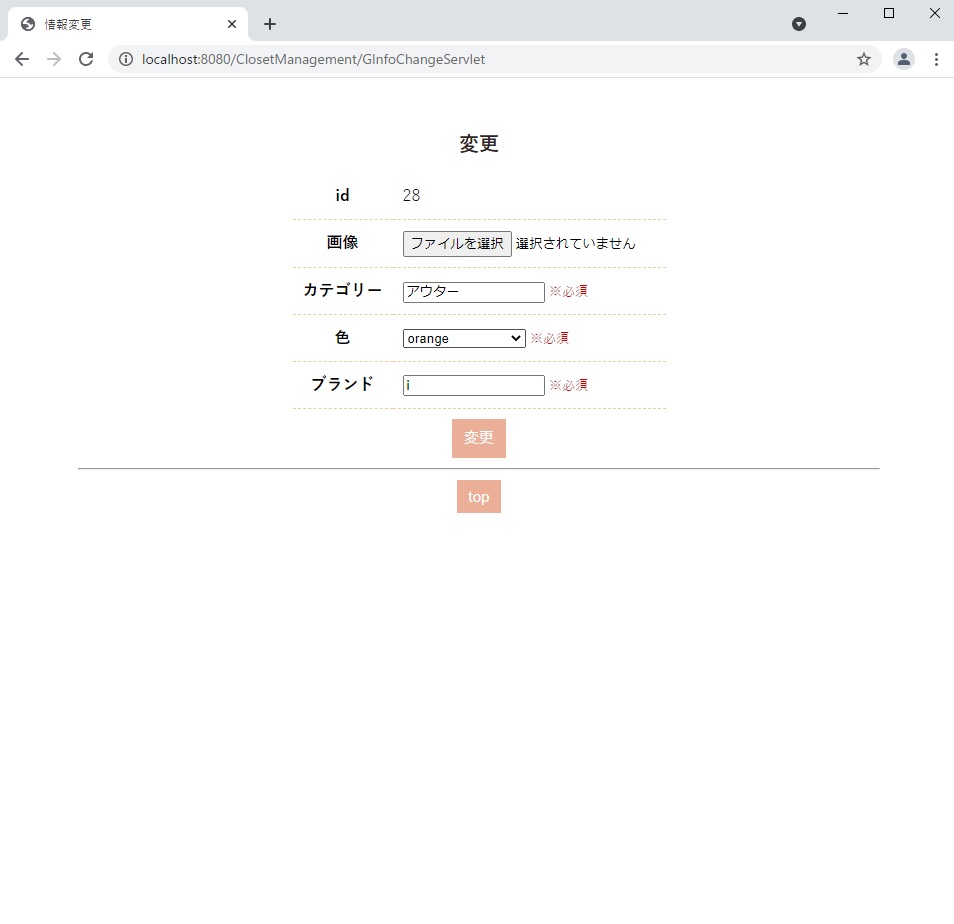 情報変更
localhost:8080/ClosetManagement/GInfoChangeServlet
変更
id 28
画像 ファイルを選択 選択されていません
カテゴリー アウター ※必須
色 orange ※必須
ブランド i ※必須
変更
top